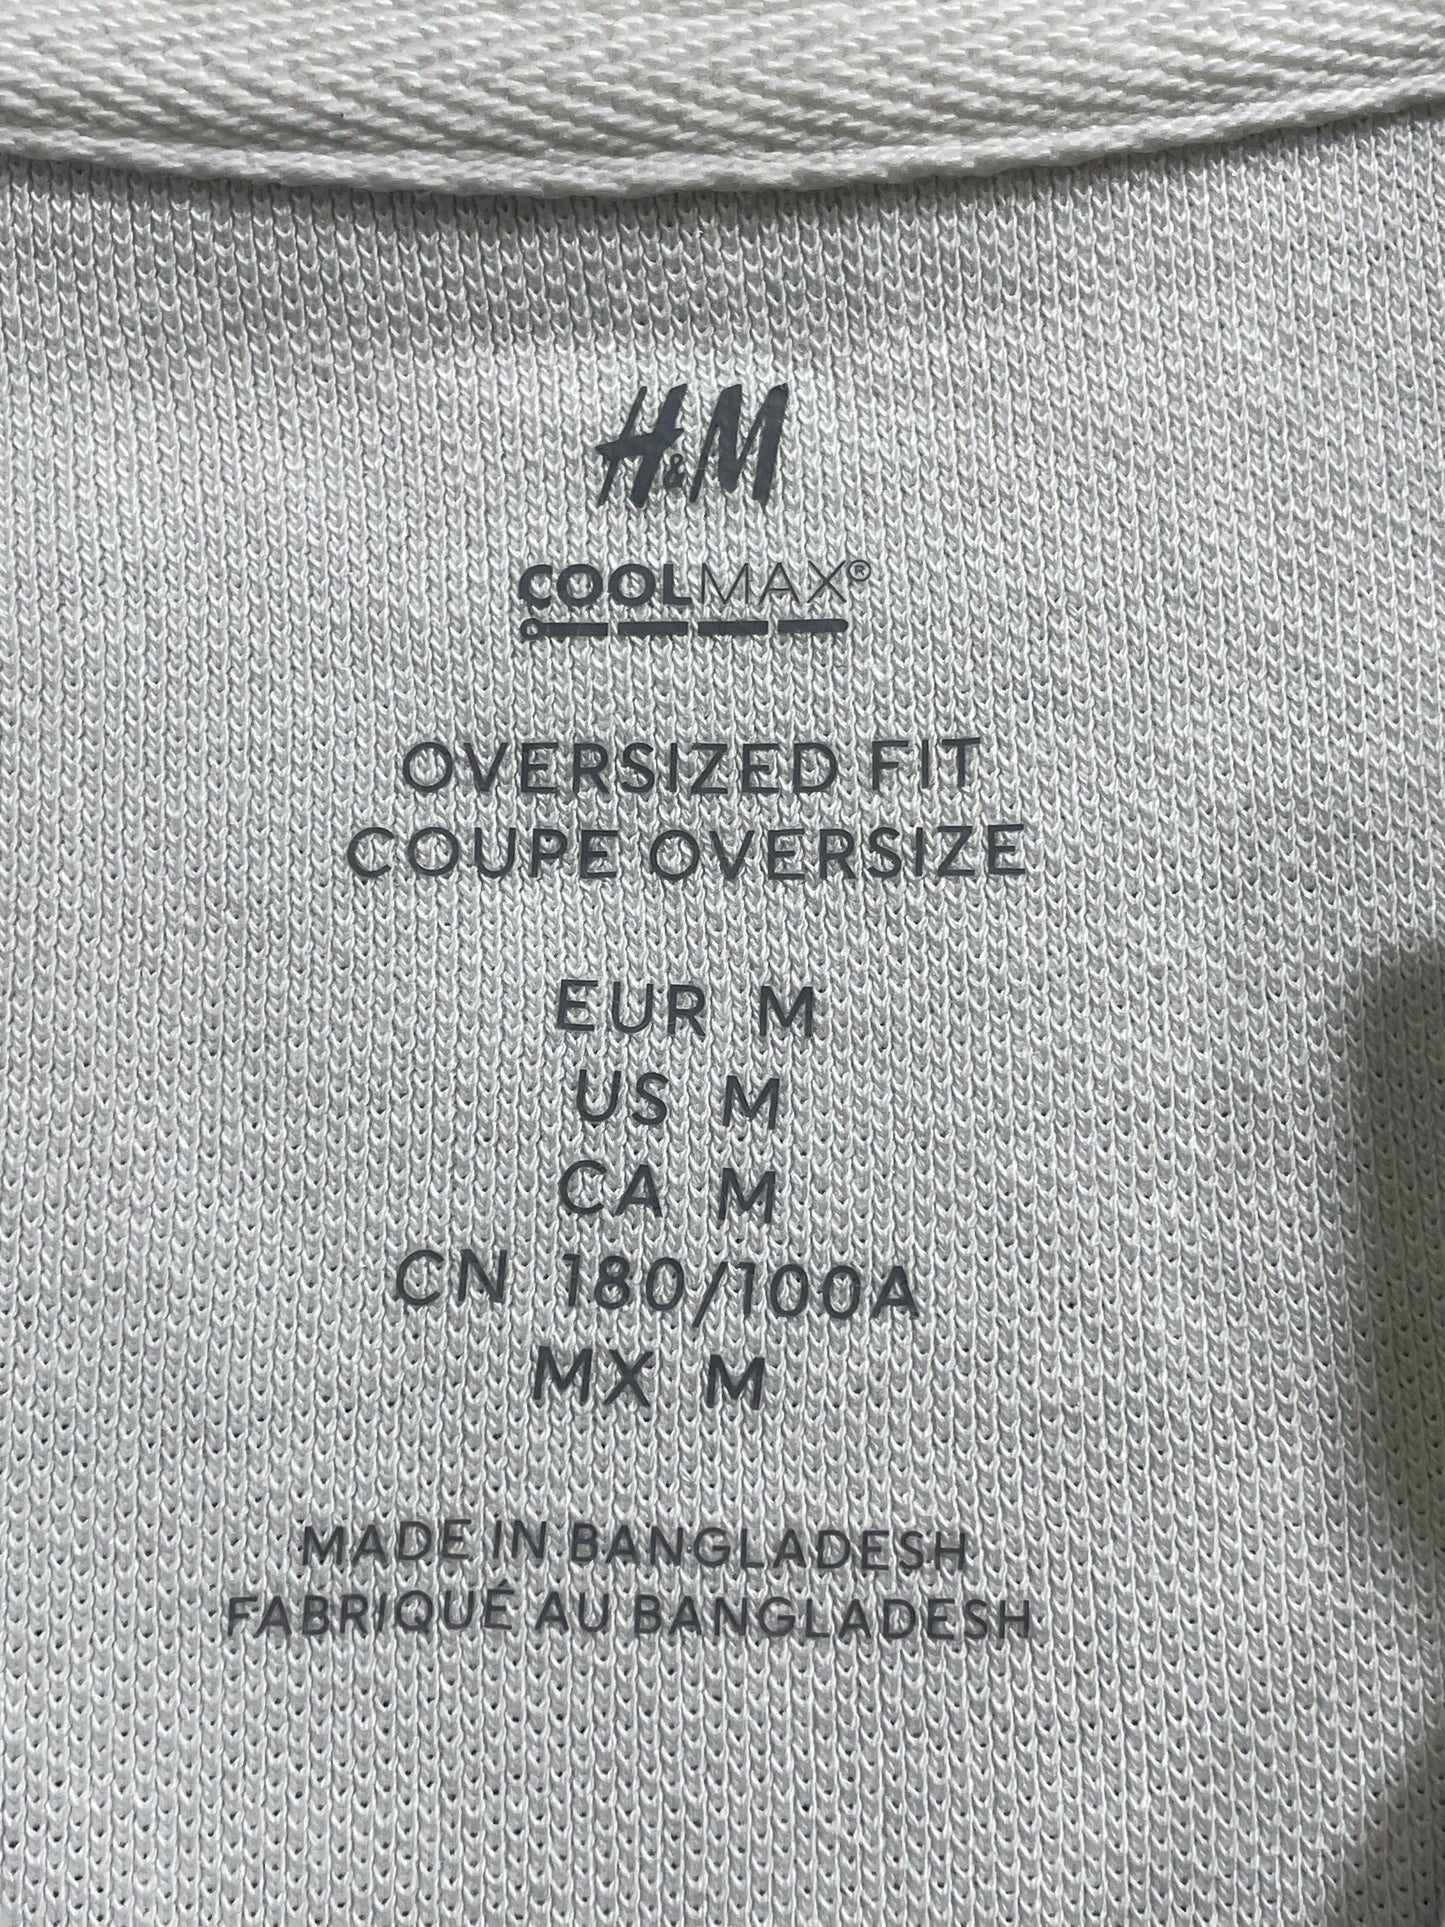 H&M
COOLMAX®
OVERSIZED FIT
COUPE OVERSIZE
EUR M
US M
CA M
CN 180/100A
MX M
MADE IN BANGLADESH
FABRIQUÉ AU BANGLADESH